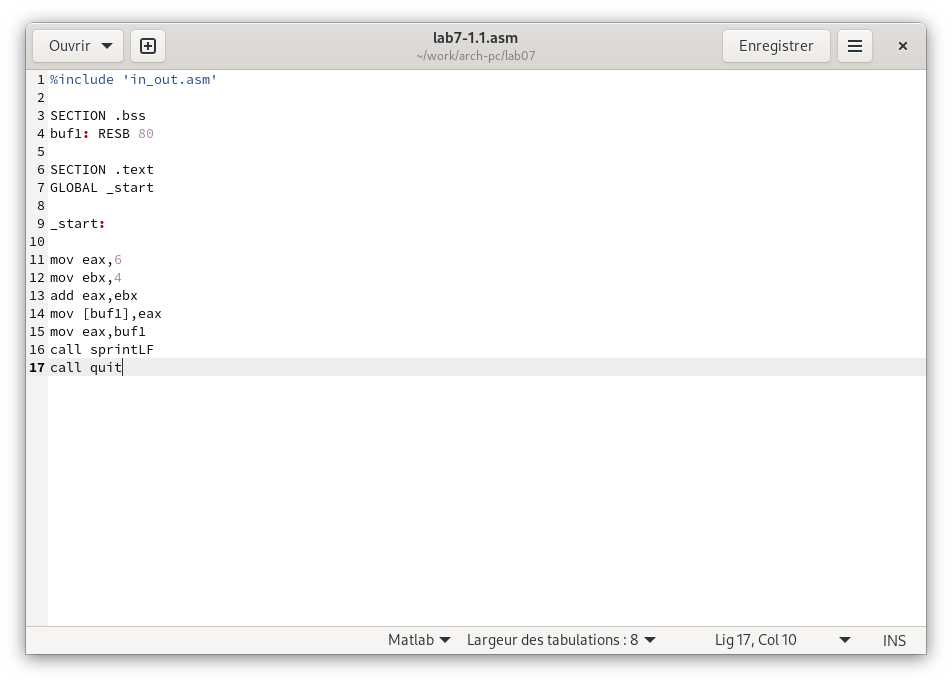 Ouvrir
lab7-1.1.asm
~/work/arch-pc/lab07
Enregistrer
1 %include 'in_out.asm'
2
3 SECTION .bss
4 buf1: RESB 80
5
6 SECTION .text
7 GLOBAL _start
8
9 _start:
10
11 mov eax,6
12 mov ebx,4
13 add eax,ebx
14 mov [buf1],eax
15 mov eax,buf1
16 call sprintLF
17 call quit
Matlab Largeur des tabulations : 8 Lig 17, Col 10 INS